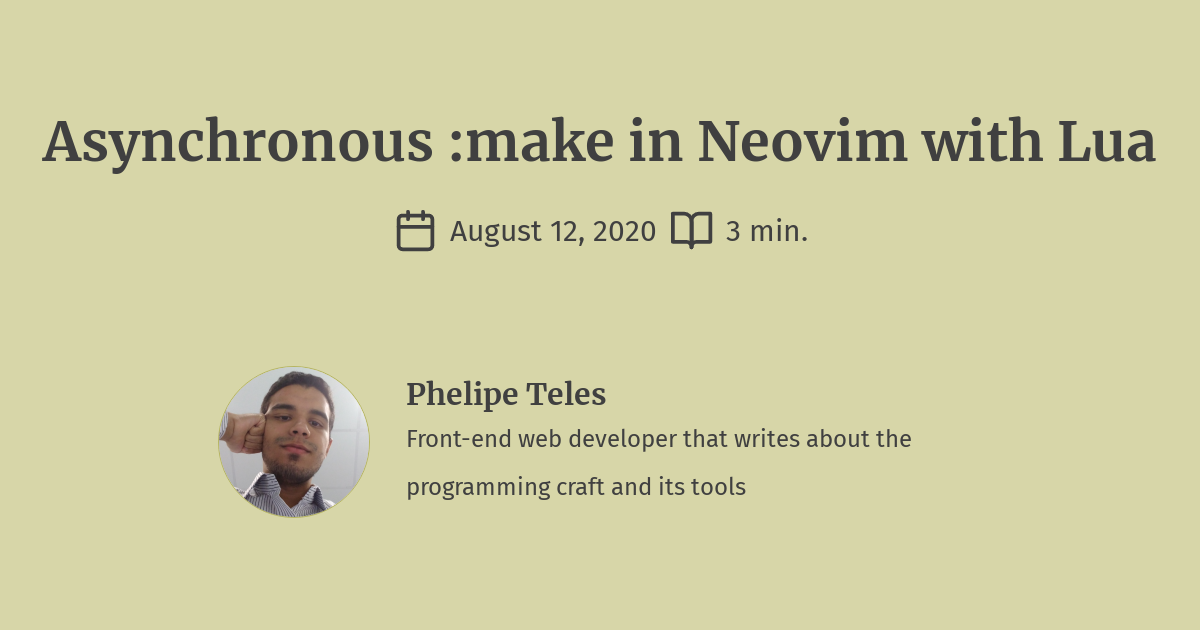 Asynchronous :make in Neovim with Lua
August 12, 2020 3 min.
Phelipe Teles
Front-end web developer that writes about the
programming craft and its tools